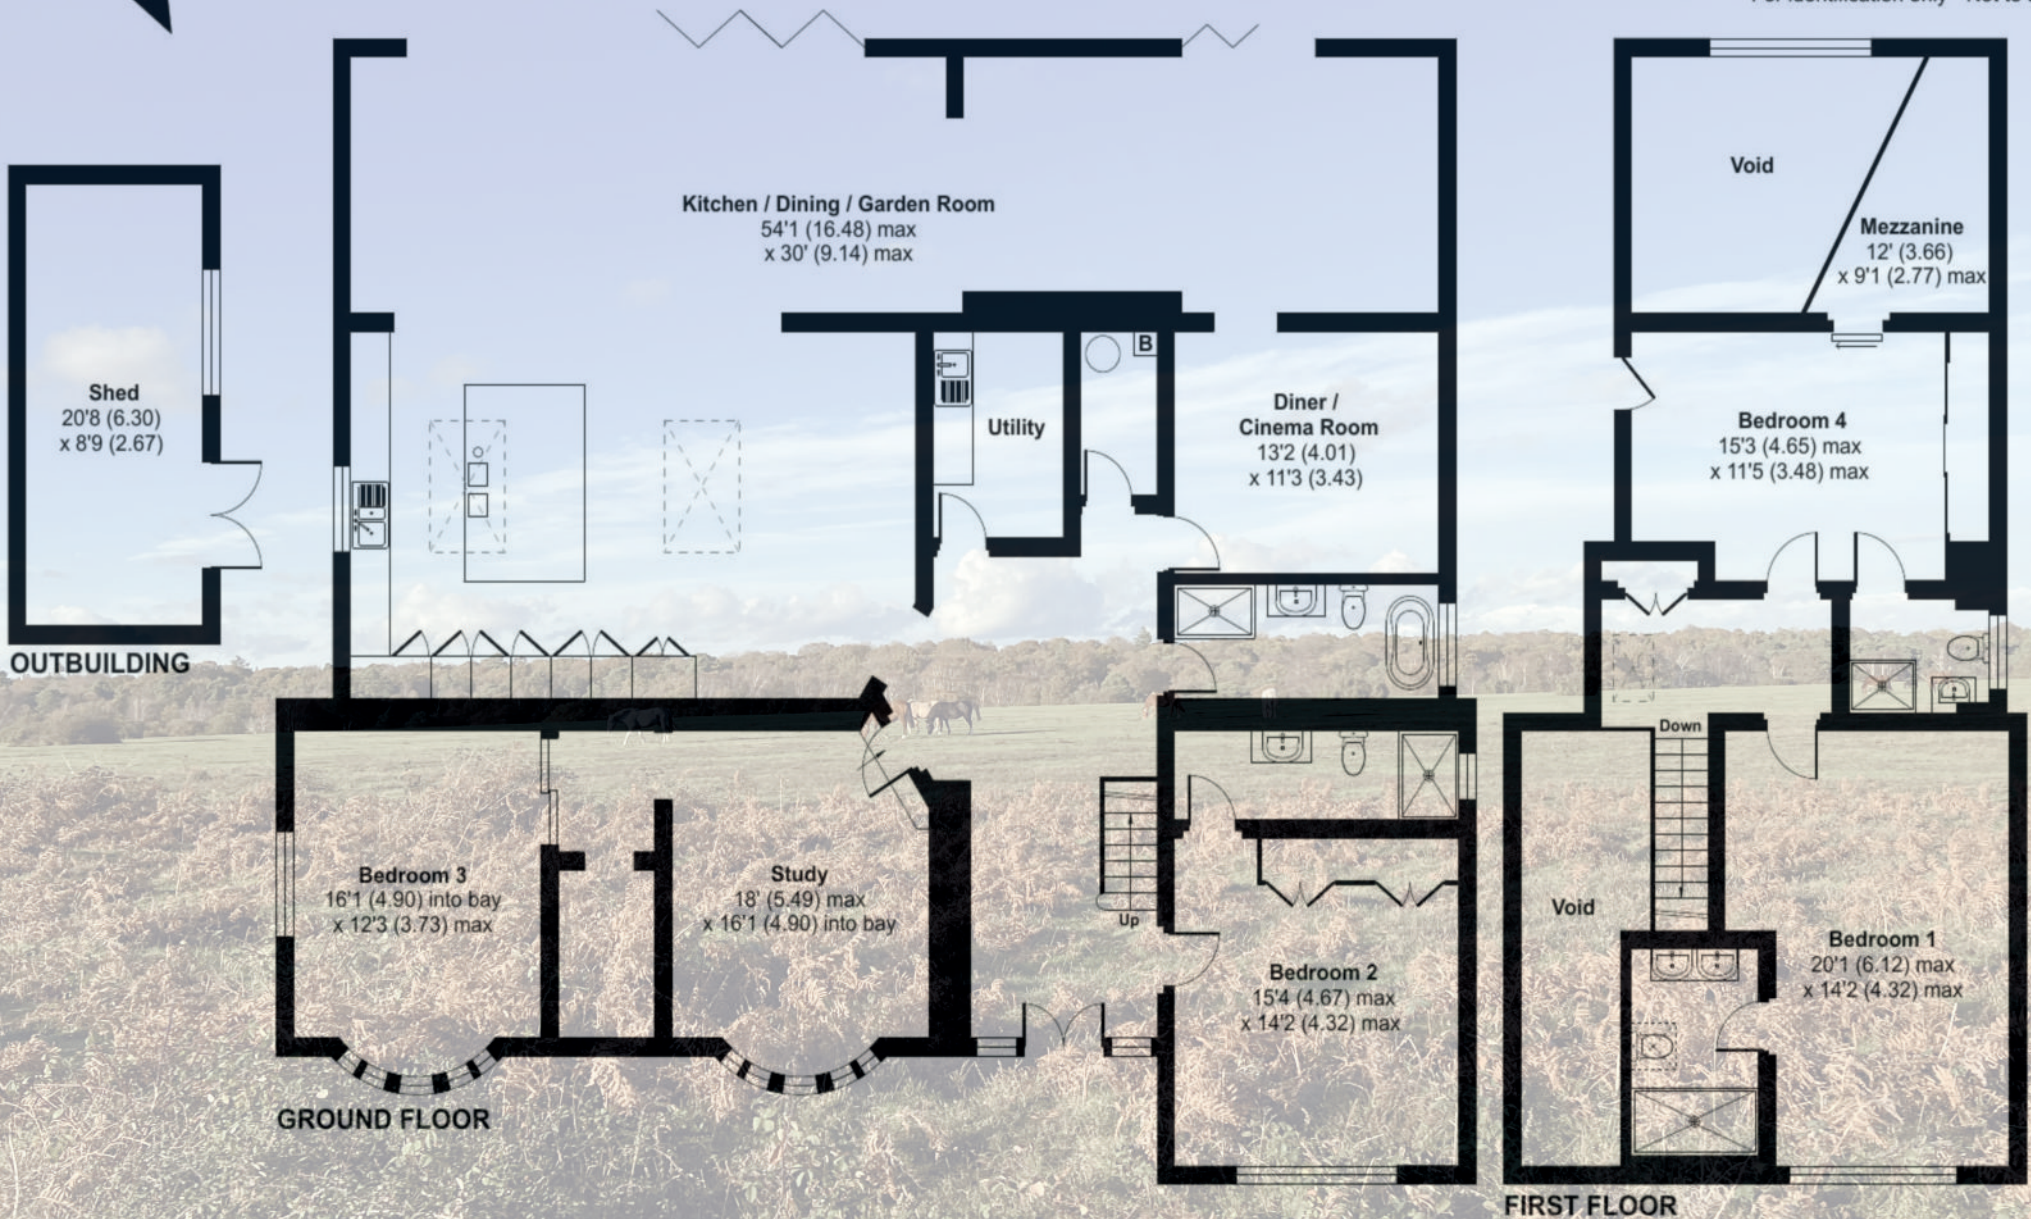 Kitchen / Dining / Garden Room
54'1 (16.48) max
x 30' (9.14) max
Void
Mezzanine
12' (3.66)
x 9'1 (2.77) max
Shed
20'8 (6.30)
x 8'9 (2.67)
B
Utility
Diner /
Cinema Room
13'2 (4.01)
x 11'3 (3.43)
Bedroom 4
15'3 (4.65) max
x 11'5 (3.48) max
OUTBUILDING
Down
Bedroom 3
16'1 (4.90) into bay
x 12'3 (3.73) max
Study
18' (5.49) max
x 16'1 (4.90) into bay
Up
Void
Bedroom 2
15'4 (4.67) max
x 14'2 (4.32) max
Bedroom 1
20'1 (6.12) max
x 14'2 (4.32) max
GROUND FLOOR
FIRST FLOOR